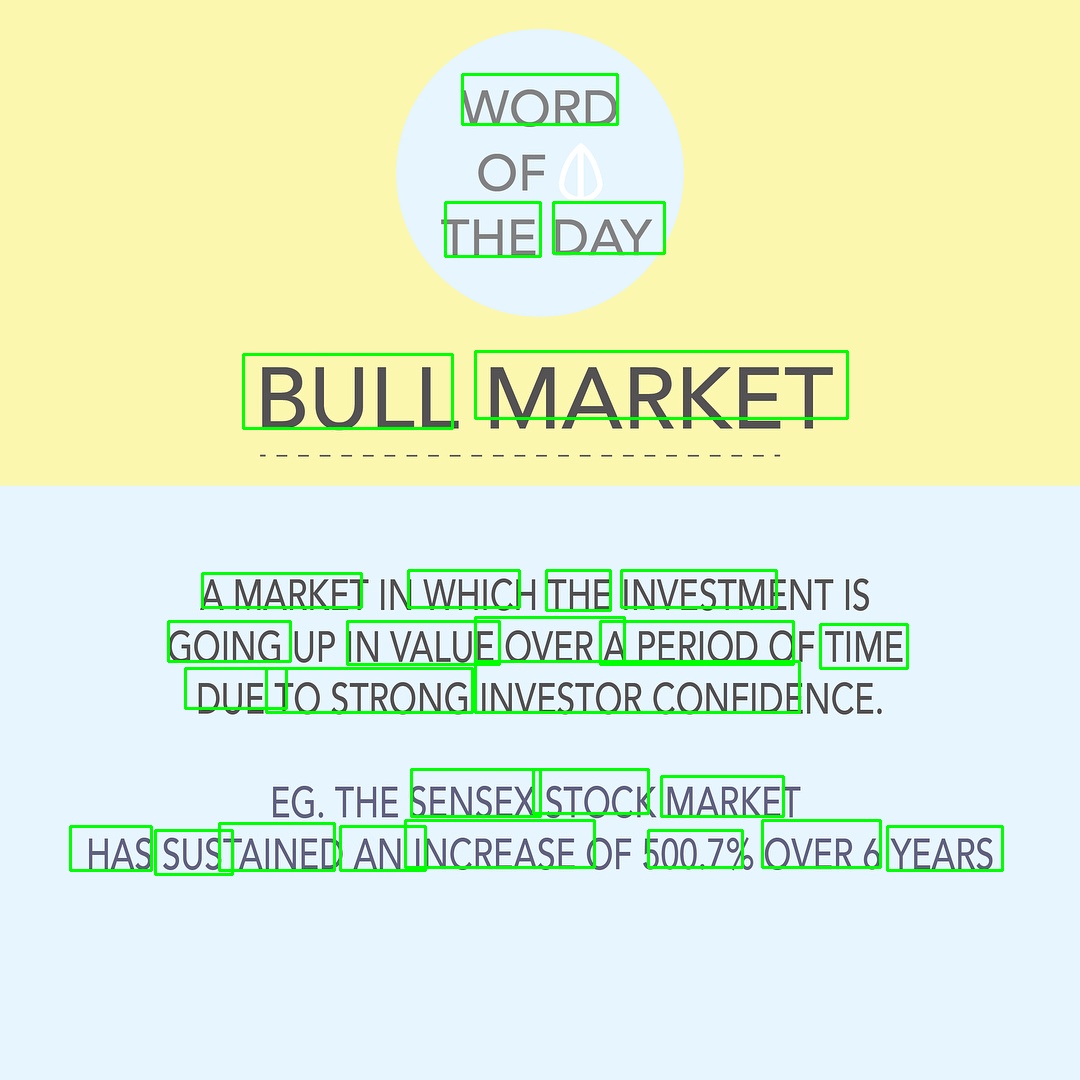 WORD
OF
THE DAY
BULL MARKET
A MARKET IN WHICH THE INVESTMENT IS
GOING UP IN VALUE OVER A PERIOD OF TIME
DUE TO STRONG INVESTOR CONFIDENCE.
EG. THE SENSEX STOCK MARKET
HAS SUSTAINED AN INCREASE OF 500.7% OVER 6 YEARS